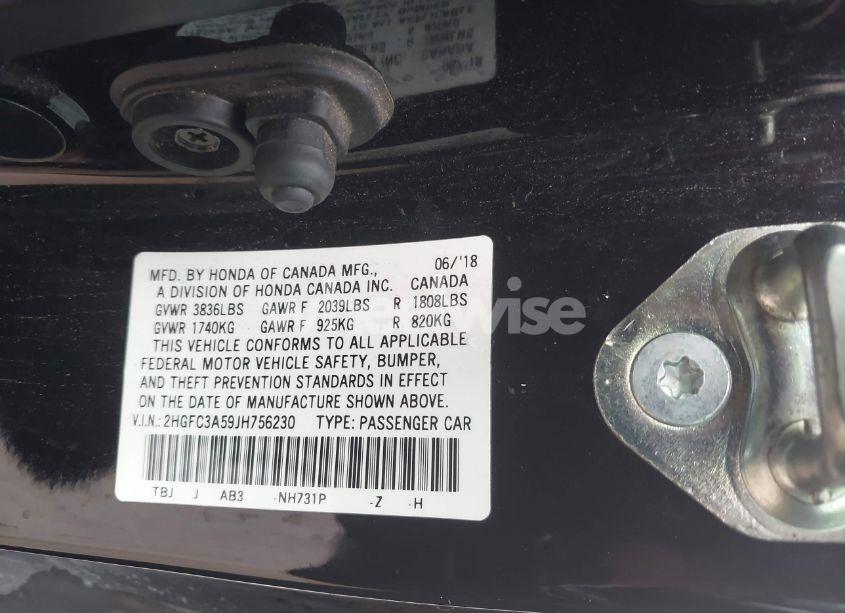 MFD. BY HONDA OF CANADA MFG., 06/'18
A DIVISION OF HONDA CANADA INC. CANADA
GVWR 3836LBS GAWR F 2039LBS R 1808LBS
GVWR 1740KG GAWR F 925KG R 820KG
THIS VEHICLE CONFORMS TO ALL APPLICABLE
FEDERAL MOTOR VEHICLE SAFETY, BUMPER,
AND THEFT PREVENTION STANDARDS IN EFFECT
ON THE DATE OF MANUFACTURE SHOWN ABOVE.
V.I.N.: 2HGFC3A59JH756230 TYPE: PASSENGER CAR
TBJ J AB3 -NH731P -Z -H